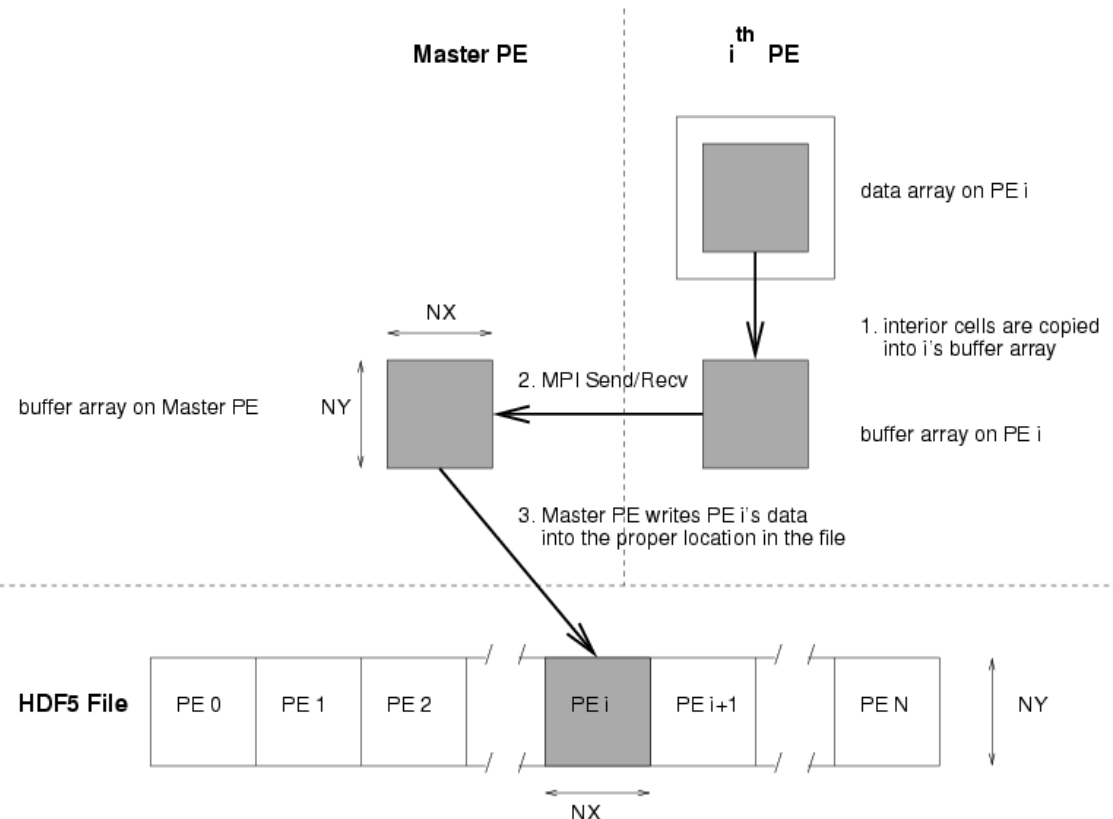 Master PE
i th PE
data array on PE i
NX
1. interior cells are copied
into i's buffer array
2. MPI Send/Recv
buffer array on Master PE
NY
buffer array on PE i
3. Master PE writes PE i's data
into the proper location in the file
HDF5 File
PE 0
PE 1
PE 2
PE i
PE i+1
PE N
NY
NX